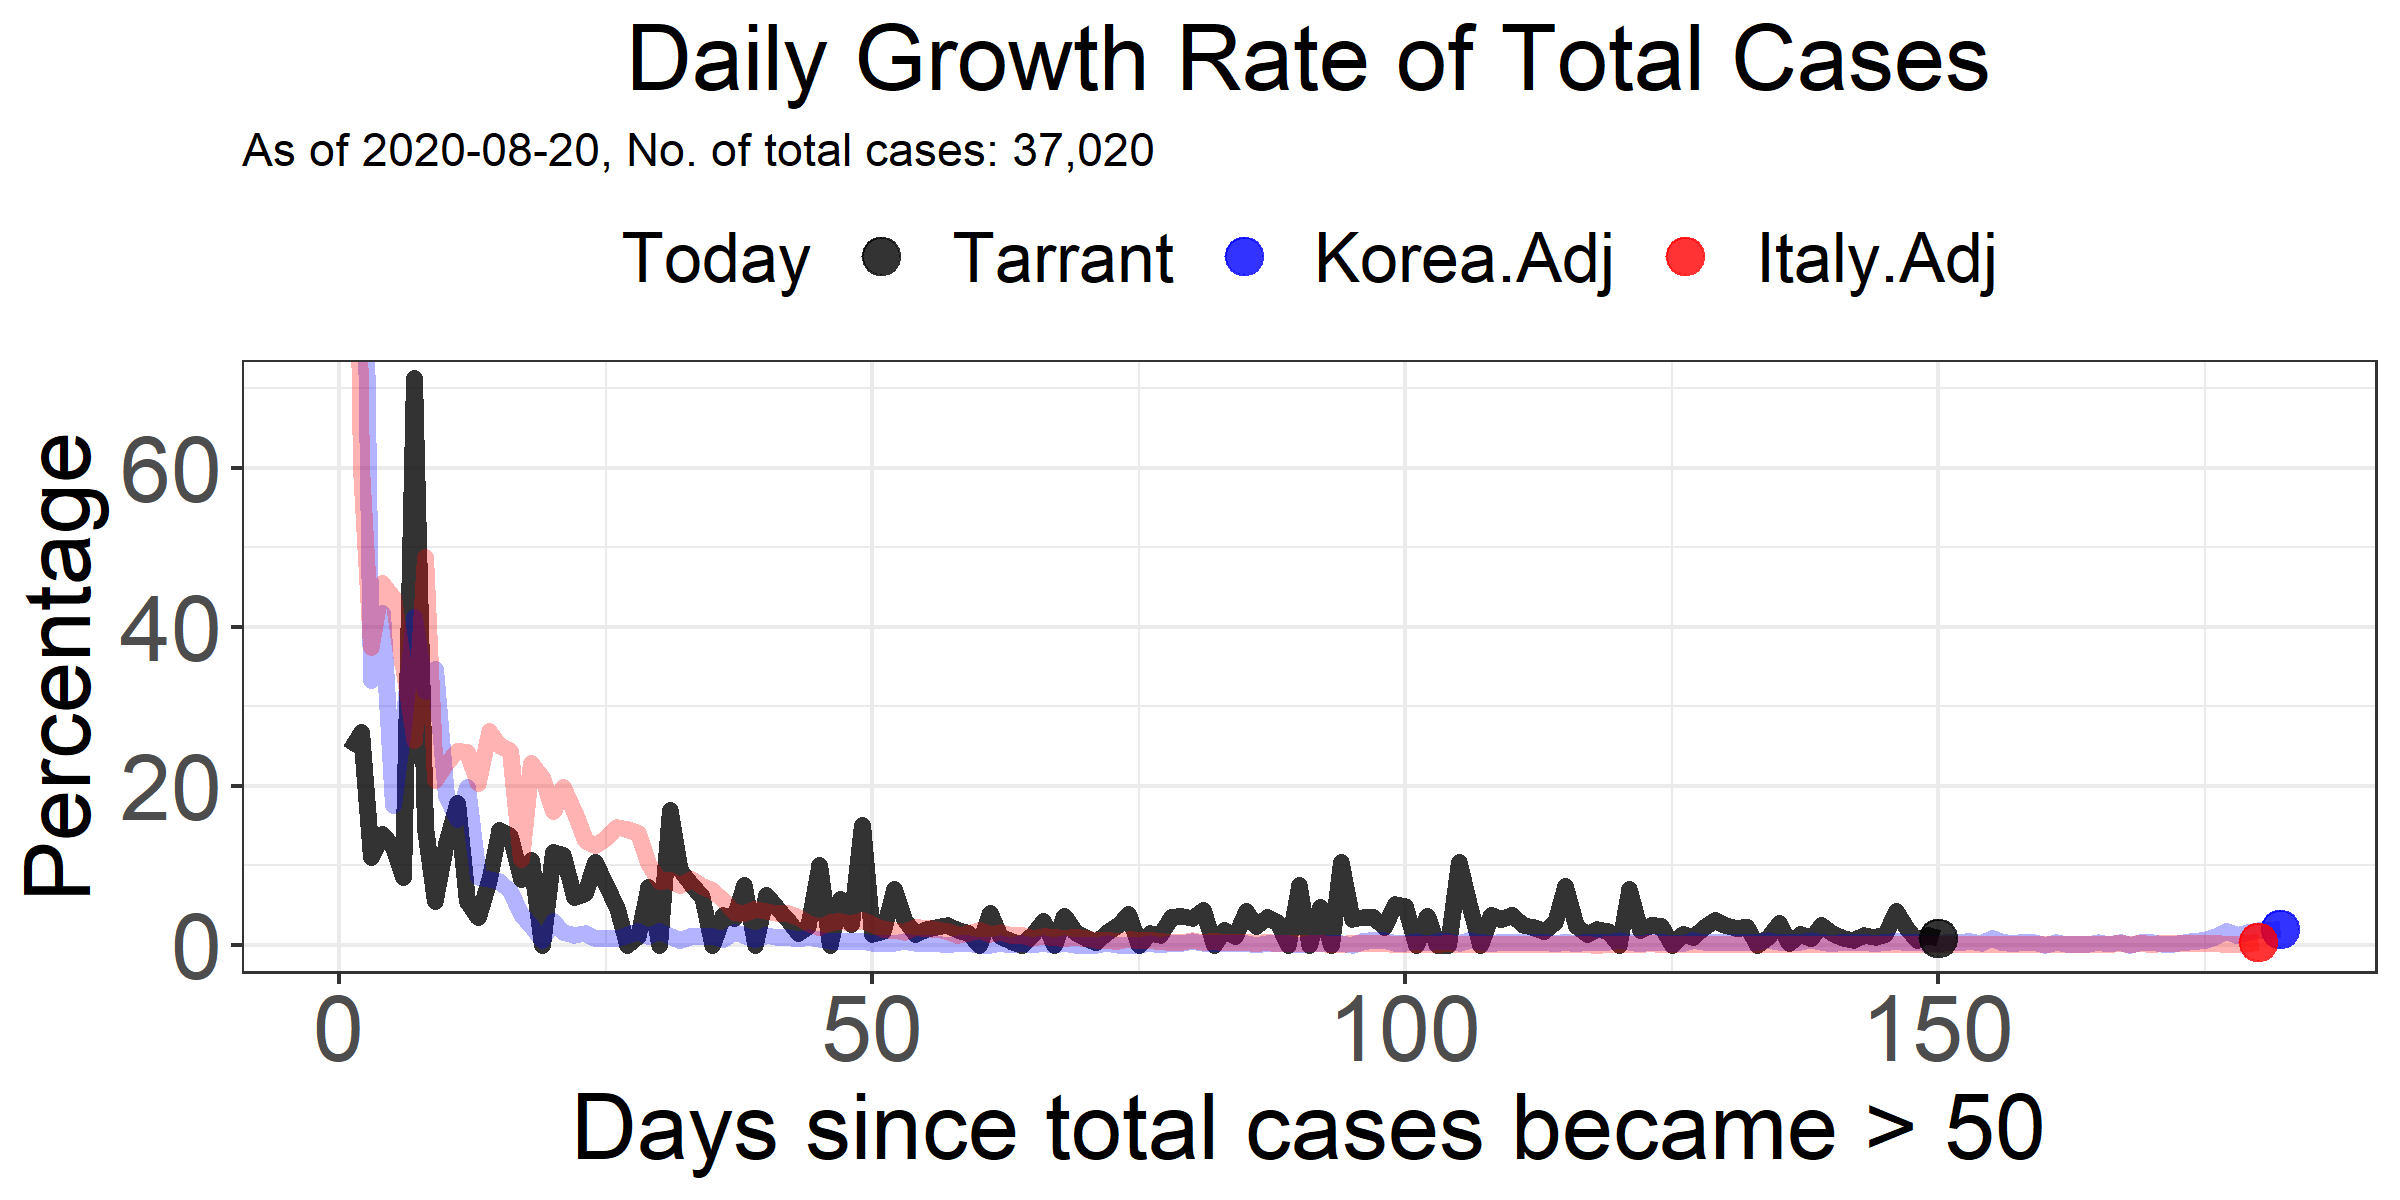 Daily Growth Rate of Total Cases
As of 2020-08-20, No. of total cases: 37,020
Today Tarrant Korea.Adj Italy.Adj
Percentage
60
40
20
0
0 50 100 150
Days since total cases became > 50